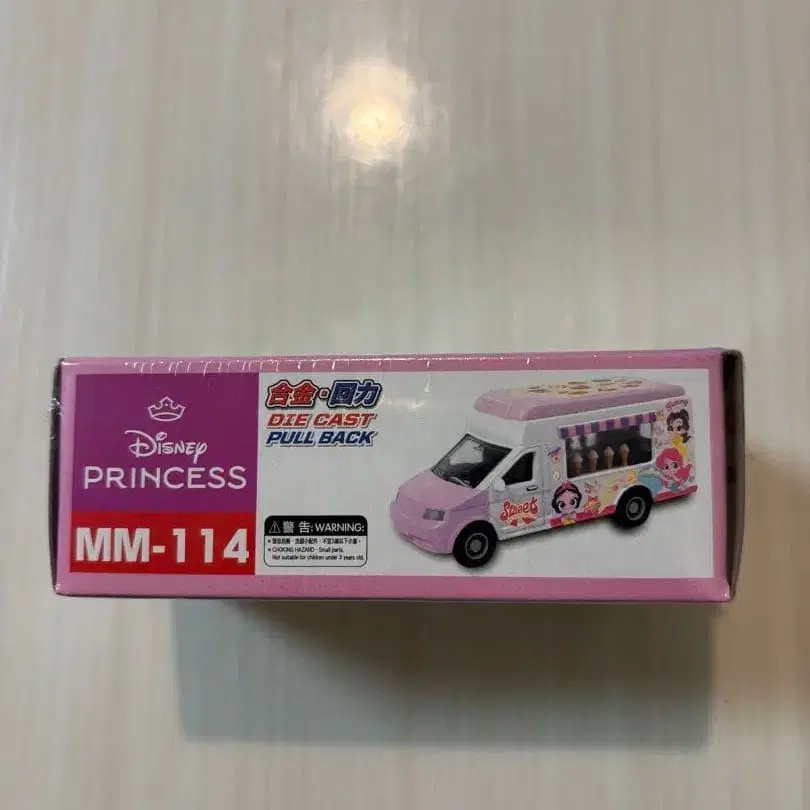 Disney
PRINCESS
MM-114
合金·回力
DIE CAST
PULL BACK
警告:WARNING:
CHOKING HAZARD - Small parts.
Not suitable for children under 3 years old.
Sweets